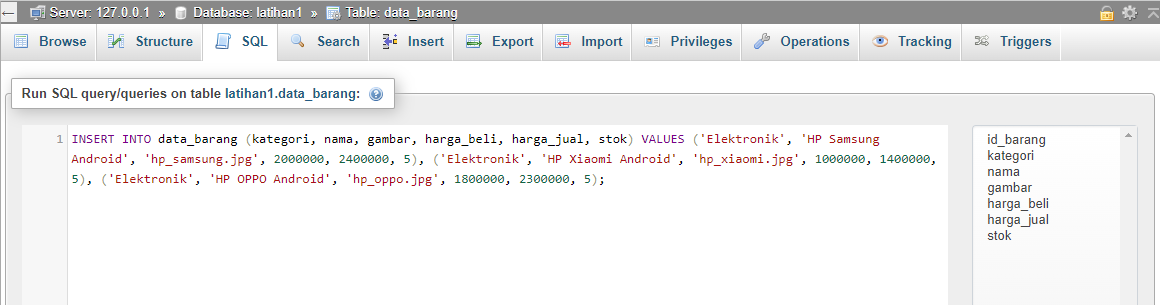 Server: 127.0.0.1 » Database: latihan1 » Table: data_barang
Browse Structure SQL Search Insert Export Import Privileges Operations Tracking Triggers
Run SQL query/queries on table latihan1.data_barang:
1 INSERT INTO data_barang (kategori, nama, gambar, harga_beli, harga_jual, stok) VALUES ('Elektronik', 'HP Samsung
Android', 'hp_samsung.jpg', 2000000, 2400000, 5), ('Elektronik', 'HP Xiaomi Android', 'hp_xiaomi.jpg', 1000000, 1400000,
5), ('Elektronik', 'HP OPPO Android', 'hp_oppo.jpg', 1800000, 2300000, 5);
id_barang
kategori
nama
gambar
harga_beli
harga_jual
stok